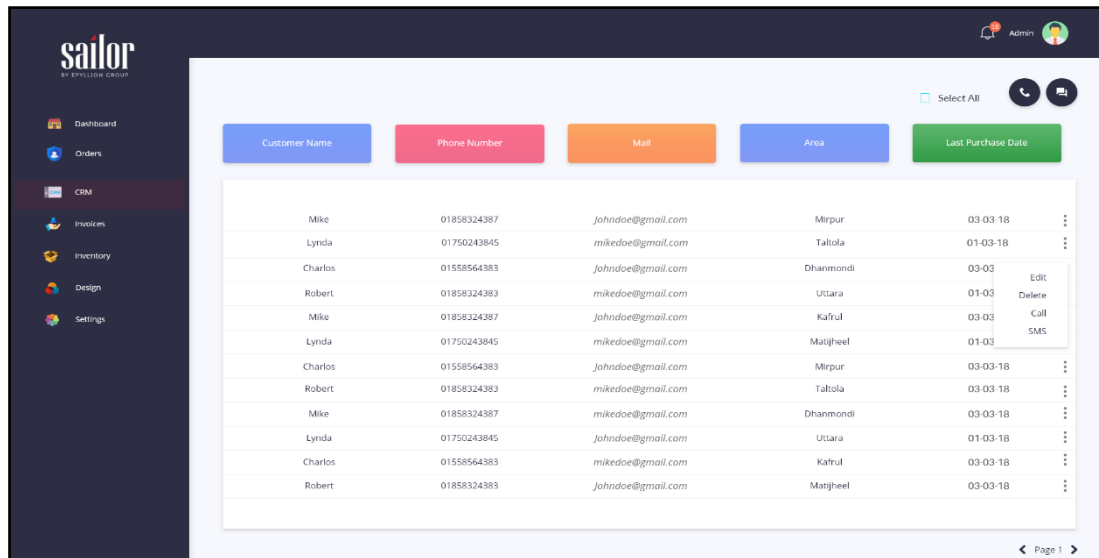 sailor
BY EPYLLION GROUP
Admin
Select All
Dashboard
Orders
CRM
Invoices
Inventory
Design
Settings
Customer Name Phone Number Mail Area Last Purchase Date
Mike 01858324387 Johndoe@gmail.com Mirpur 03-03-18
Lynda 01750243845 mikedoe@gmail.com Taltola 01-03-18
Charlos 01558564383 Johndoe@gmail.com Dhanmondi 03-03
Robert 01858324383 mikedoe@gmail.com Uttara 01-03
Mike 01858324387 Johndoe@gmail.com Kafrul 03-03
Lynda 01750243845 mikedoe@gmail.com Matijheel 01-03
Edit
Delete
Call
SMS
Charlos 01558564383 Johndoe@gmail.com Mirpur 03-03-18
Robert 01858324383 mikedoe@gmail.com Taltola 03-03-18
Mike 01858324387 mikedoe@gmail.com Dhanmondi 03-03-18
Lynda 01750243845 Johndoe@gmail.com Uttara 01-03-18
Charlos 01558564383 mikedoe@gmail.com Kafrul 03-03-18
Robert 01858324383 Johndoe@gmail.com Matijheel 03-03-18
Page 1